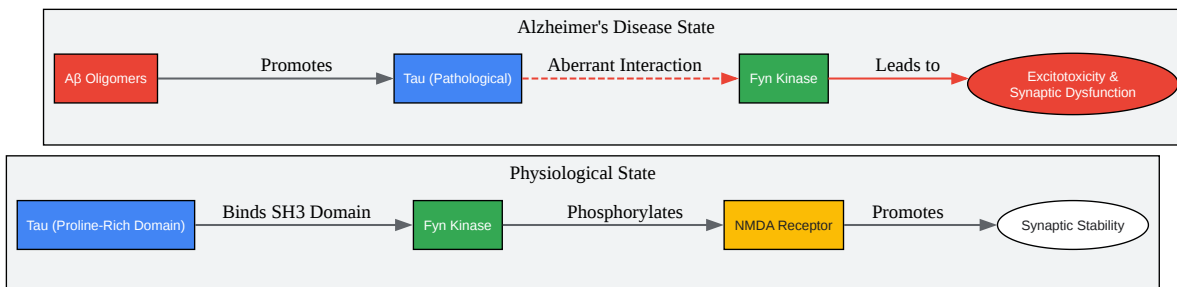 Alzheimer's Disease State
Aβ Oligomers
Promotes
Tau (Pathological)
Aberrant Interaction
Fyn Kinase
Leads to
Excitotoxicity &
Synaptic Dysfunction
Physiological State
Tau (Proline-Rich Domain)
Binds SH3 Domain
Fyn Kinase
Phosphorylates
NMDA Receptor
Promotes
Synaptic Stability